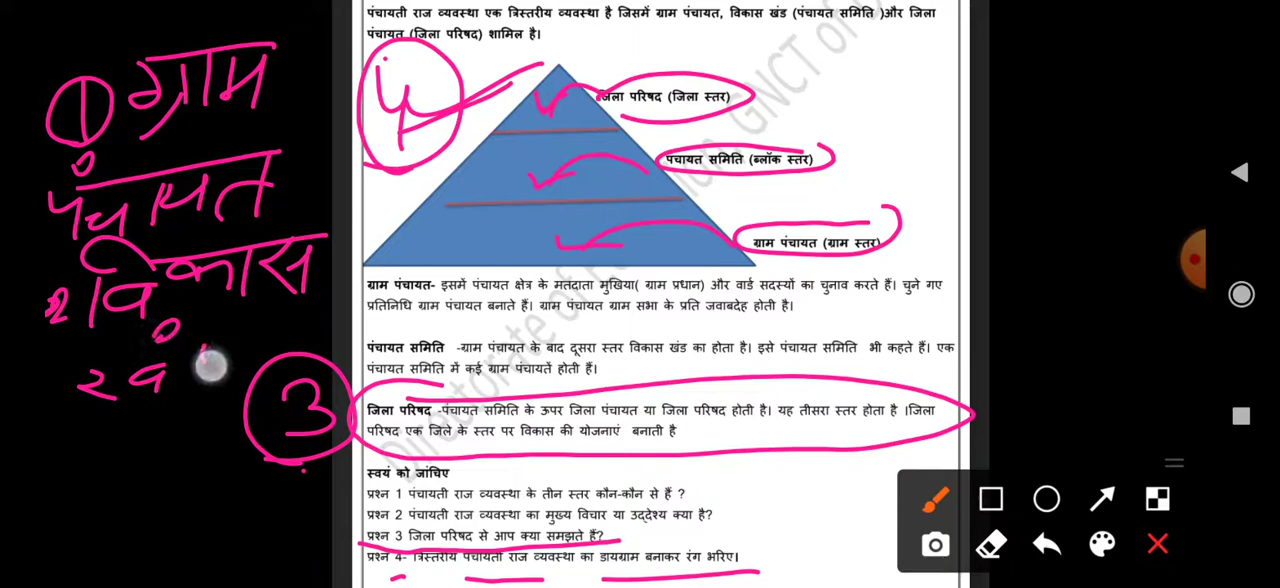 पंचायती राज व्यवस्था एक त्रिस्तरीय व्यवस्था है जिसमें ग्राम पंचायत, विकास खंड (पंचायत समिति )और जिला
पंचायत (जिला परिषद) शामिल है।
जिला परिषद (जिला स्तर)
पंचायत समिति (ब्लॉक स्तर)
ग्राम पंचायत (ग्राम स्तर)
① ग्राम
पंचायत
२ विकास
खं
3
ग्राम पंचायत- इसमें पंचायत क्षेत्र के मतदाता मुखिया( ग्राम प्रधान) और वार्ड सदस्यों का चुनाव करते हैं। चुने गए
प्रतिनिधि ग्राम पंचायत बनाते हैं। ग्राम पंचायत ग्राम सभा के प्रति जवाबदेह होती है।
पंचायत समिति -ग्राम पंचायत के बाद दूसरा स्तर विकास खंड का होता है। इसे पंचायत समिति भी कहते हैं। एक
पंचायत समिति में कई ग्राम पंचायतें होती हैं।
जिला परिषद -पंचायत समिति के ऊपर जिला पंचायत या जिला परिषद होती है। यह तीसरा स्तर होता है ।जिला
परिषद एक जिले के स्तर पर विकास की योजनाएं बनाती है
स्वयं को जांचिए
प्रश्न 1 पंचायती राज व्यवस्था के तीन स्तर कौन-कौन से हैं ?
प्रश्न 2 पंचायती राज व्यवस्था का मुख्य विचार या उद्देश्य क्या है?
प्रश्न 3 जिला परिषद से आप क्या समझते हैं?
प्रश्न 4- त्रिस्तरीय पंचायती राज व्यवस्था का डायग्राम बनाकर रंग भरिए।